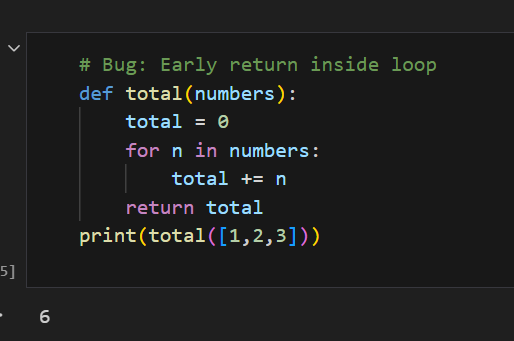 # Bug: Early return inside loop
def total(numbers):
    total = 0
    for n in numbers:
        total += n
    return total
print(total([1,2,3]))
5]
6